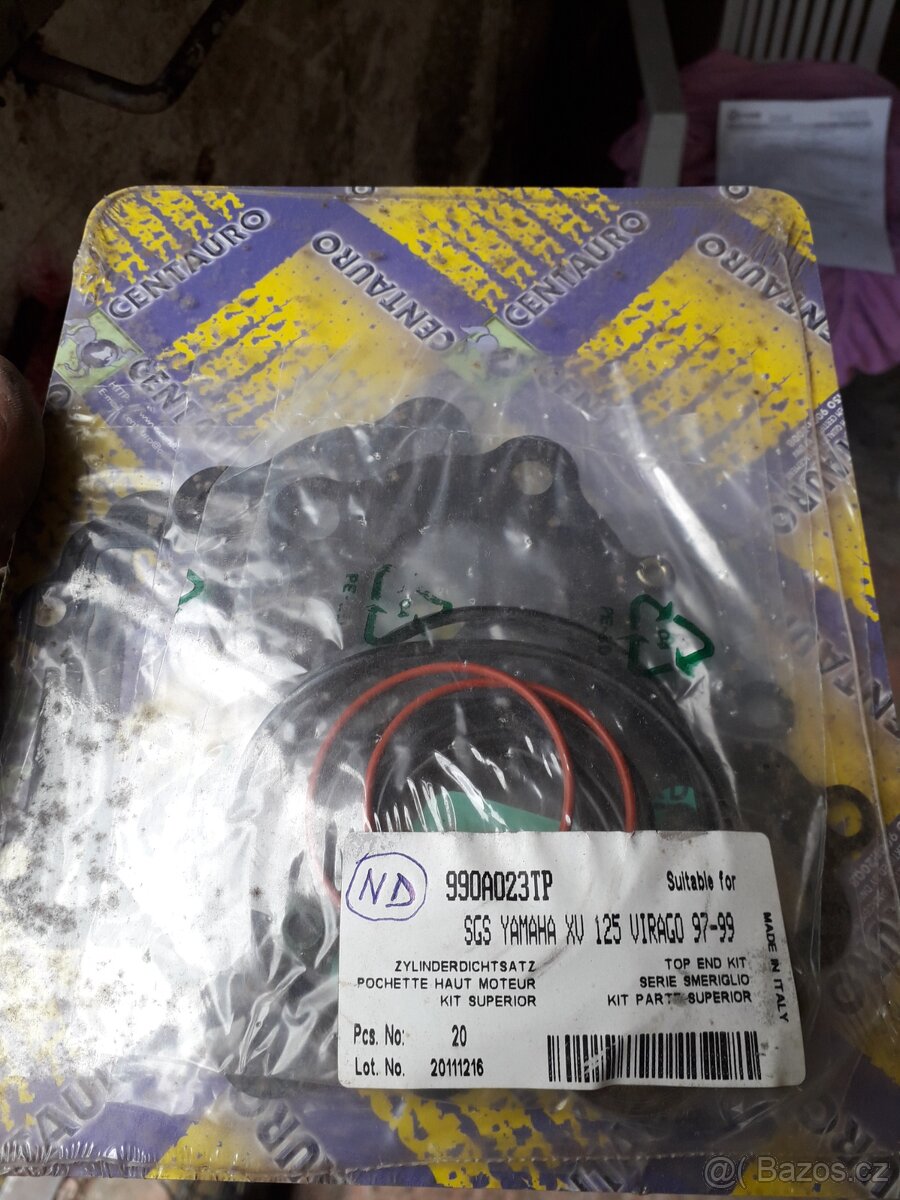 CENTAURO
CENTAURO
CENTAURO
CENTAURO
ND
990A023TP
Suitable for
SGS YAMAHA XV 125 VIRAGO 97-99
ZYLINDERDICHTSATZ
TOP END KIT
POCHETTE HAUT MOTEUR
SERIE SMERIGLIO
KIT SUPERIOR
KIT PARTE SUPERIOR
MADE IN ITALY
Pcs. No: 20
Lot. No. 20111216
@( Bazos.cz